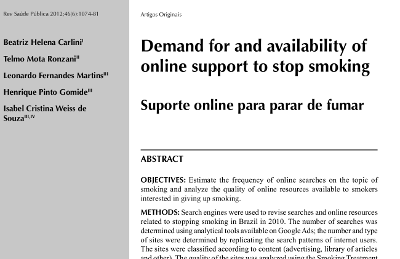 Rev Saúde Pública 2012;46(6):1074-81
Artigos Originais
Beatriz Helena Carlini^I
Telmo Mota Ronzani^II
Leonardo Fernandes Martins^III
Henrique Pinto Gomide^III
Isabel Cristina Weiss de
Souza^III,IV
Demand for and availability of
online support to stop smoking
Suporte online para parar de fumar
ABSTRACT
OBJECTIVES: Estimate the frequency of online searches on the topic of
smoking and analyze the quality of online resources available to smokers
interested in giving up smoking.
METHODS: Search engines were used to revise searches and online resources
related to stopping smoking in Brazil in 2010. The number of searches was
determined using analytical tools available on Google Ads; the number and type
of sites were determined by replicating the search patterns of internet users.
The sites were classified according to content (advertising, library of articles
and other). The quality of the sites was analyzed using the Smoking Treatment